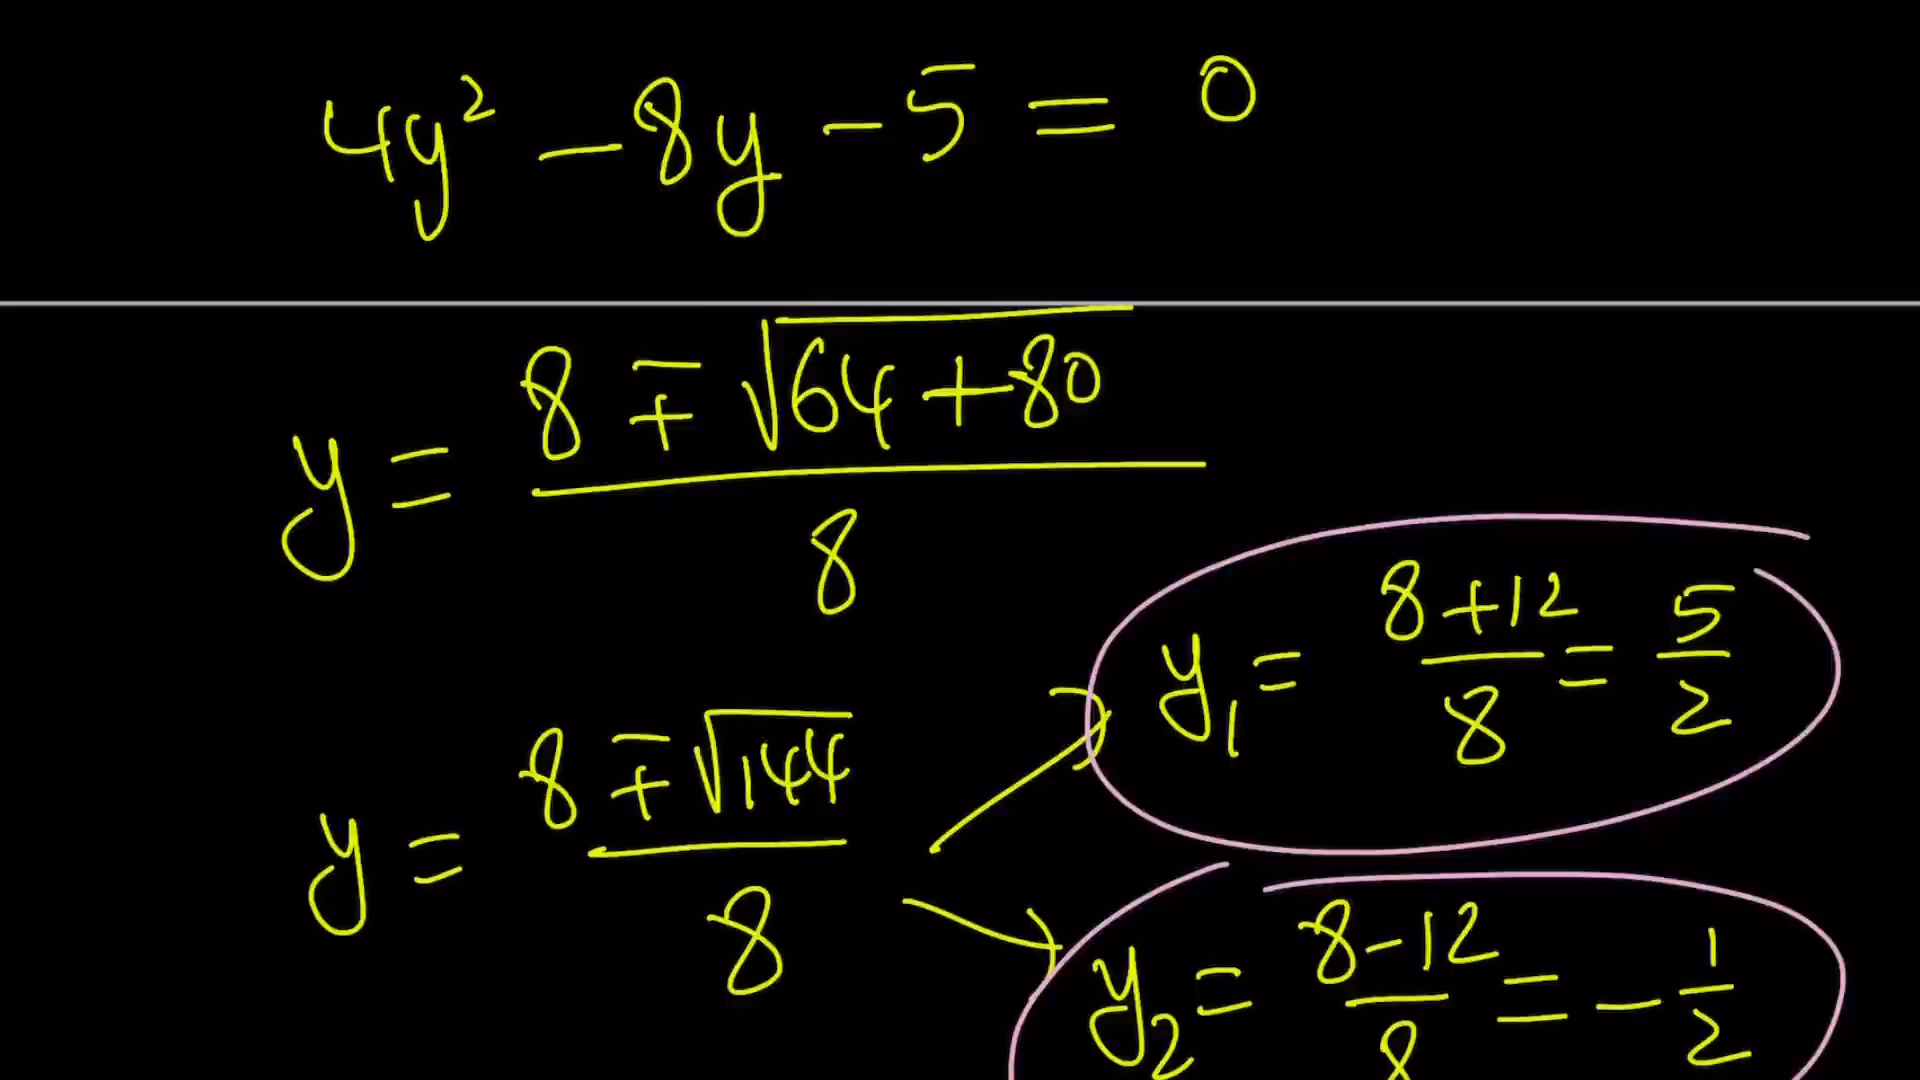 4y² - 8y - 5 = 0
y = (8 ∓ √(64 + 80)) / 8
y₁ = (8 + 12) / 8 = 5/2
y = (8 ∓ √144) / 8
y₂ = (8 - 12) / 8 = - 1/2